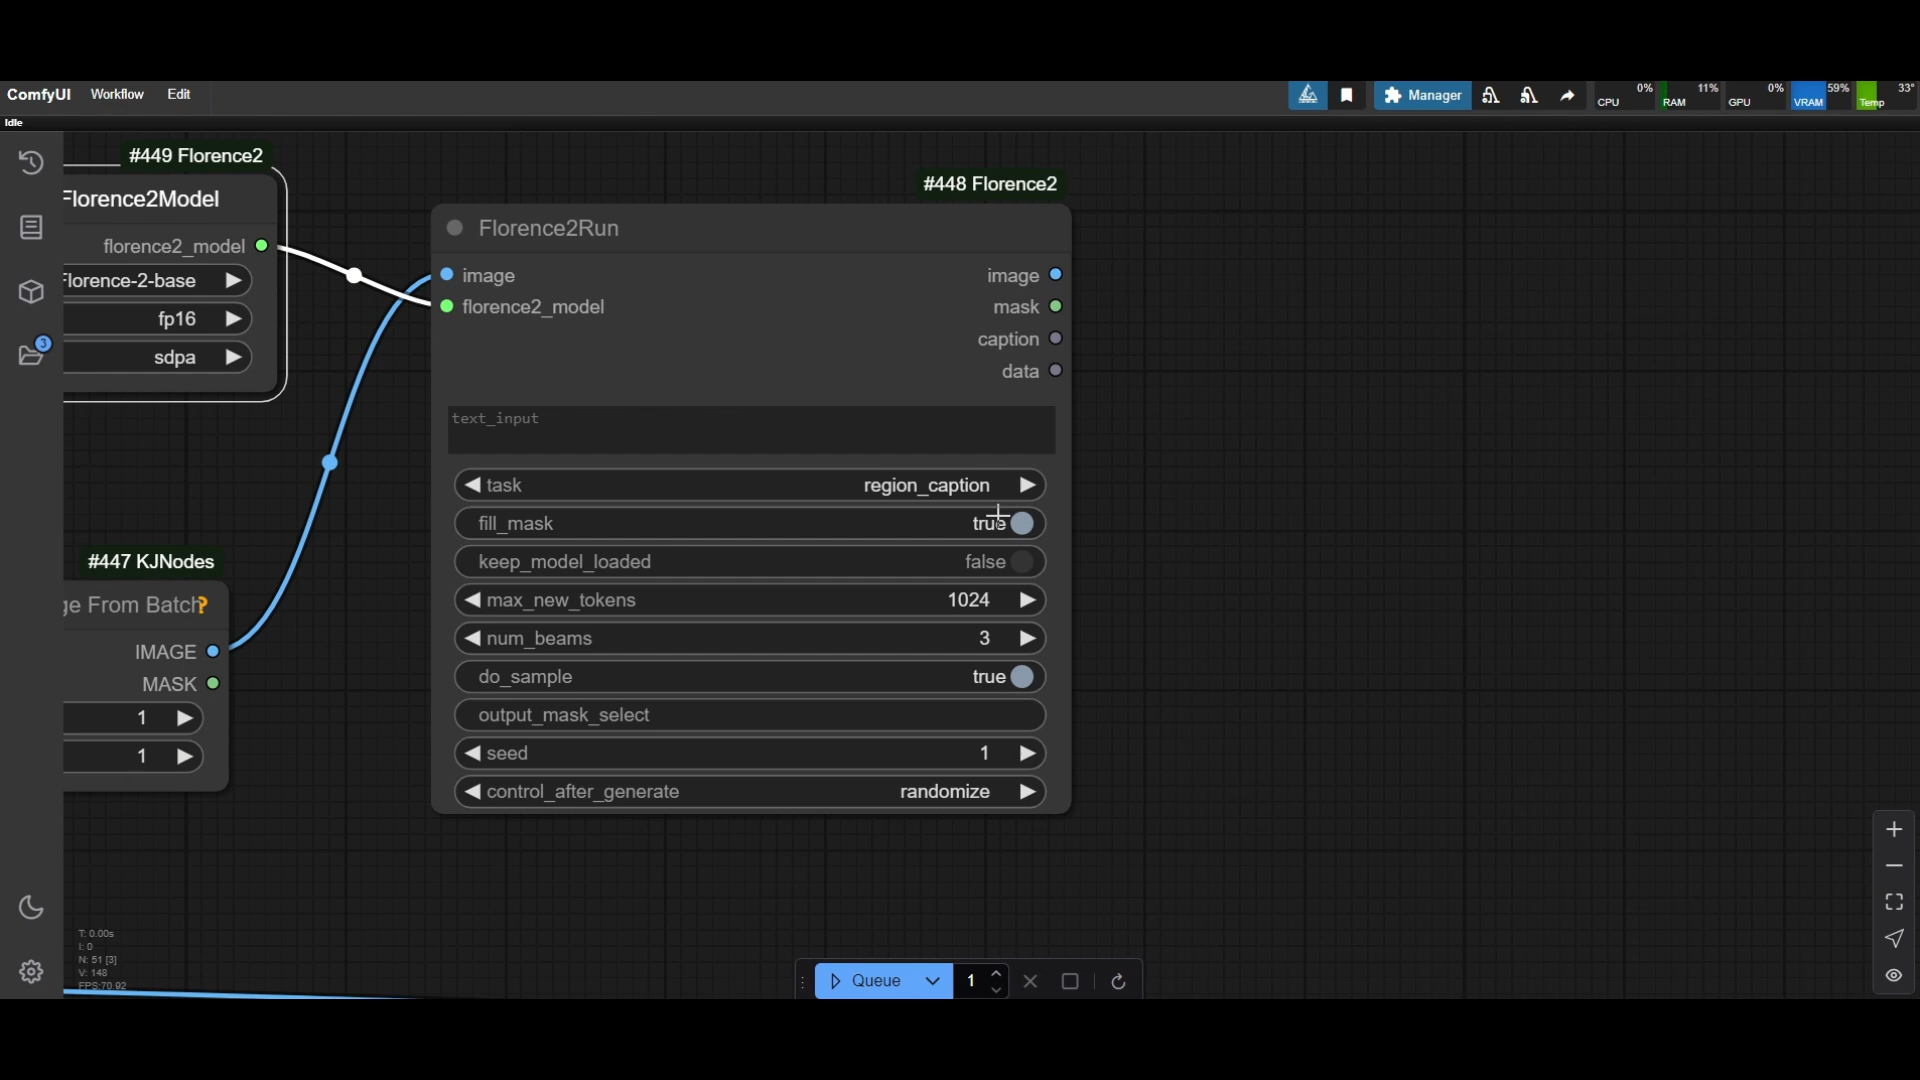 ComfyUI Workflow Edit
Manager
CPU 0%
RAM 11%
GPU 0%
VRAM 59%
Temp 33°
Idle
#449 Florence2
Florence2Model
florence2_model
Florence-2-base
fp16
sdpa
3
#448 Florence2
Florence2Run
image image
florence2_model mask
caption
data
text_input
task region_caption
fill_mask true
keep_model_loaded false
max_new_tokens 1024
num_beams 3
do_sample true
output_mask_select
seed 1
control_after_generate randomize
#447 KJNodes
ge From Batch?
IMAGE
MASK
1
1
T: 0.00s
I: 0
N: 51 [3]
V: 148
FPS:70.92
Queue 1